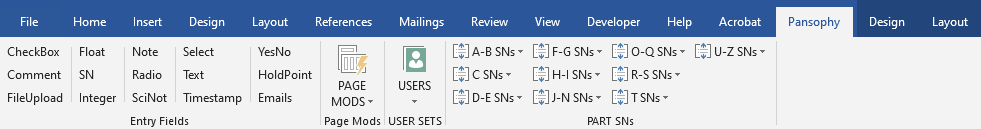 File Home Insert Design Layout References Mailings Review View Developer Help Acrobat Pansophy Design Layout
CheckBox Float Note Select YesNo A-B SNs F-G SNs O-Q SNs U-Z SNs
Comment SN Radio Text HoldPoint PAGE USERS C SNs H-I SNs R-S SNs
FileUpload Integer SciNot Timestamp Emails MODS D-E SNs J-N SNs T SNs
Entry Fields Page Mods USER SETS PART SNs